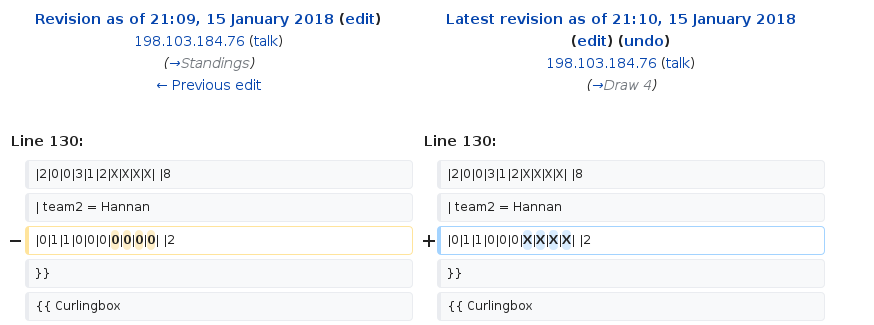 Revision as of 21:09, 15 January 2018 (edit)
198.103.184.76 (talk)
(→Standings)
← Previous edit
Latest revision as of 21:10, 15 January 2018
(edit) (undo)
198.103.184.76 (talk)
(→Draw 4)
Line 130:
Line 130:
|2|0|0|3|1|2|X|X|X|X| |8
|2|0|0|3|1|2|X|X|X|X| |8
| team2 = Hannan
| team2 = Hannan
− |0|1|1|0|0|0|0|0|0|0| |2
+ |0|1|1|0|0|0|X|X|X|X| |2
}}
}}
{{ Curlingbox
{{ Curlingbox